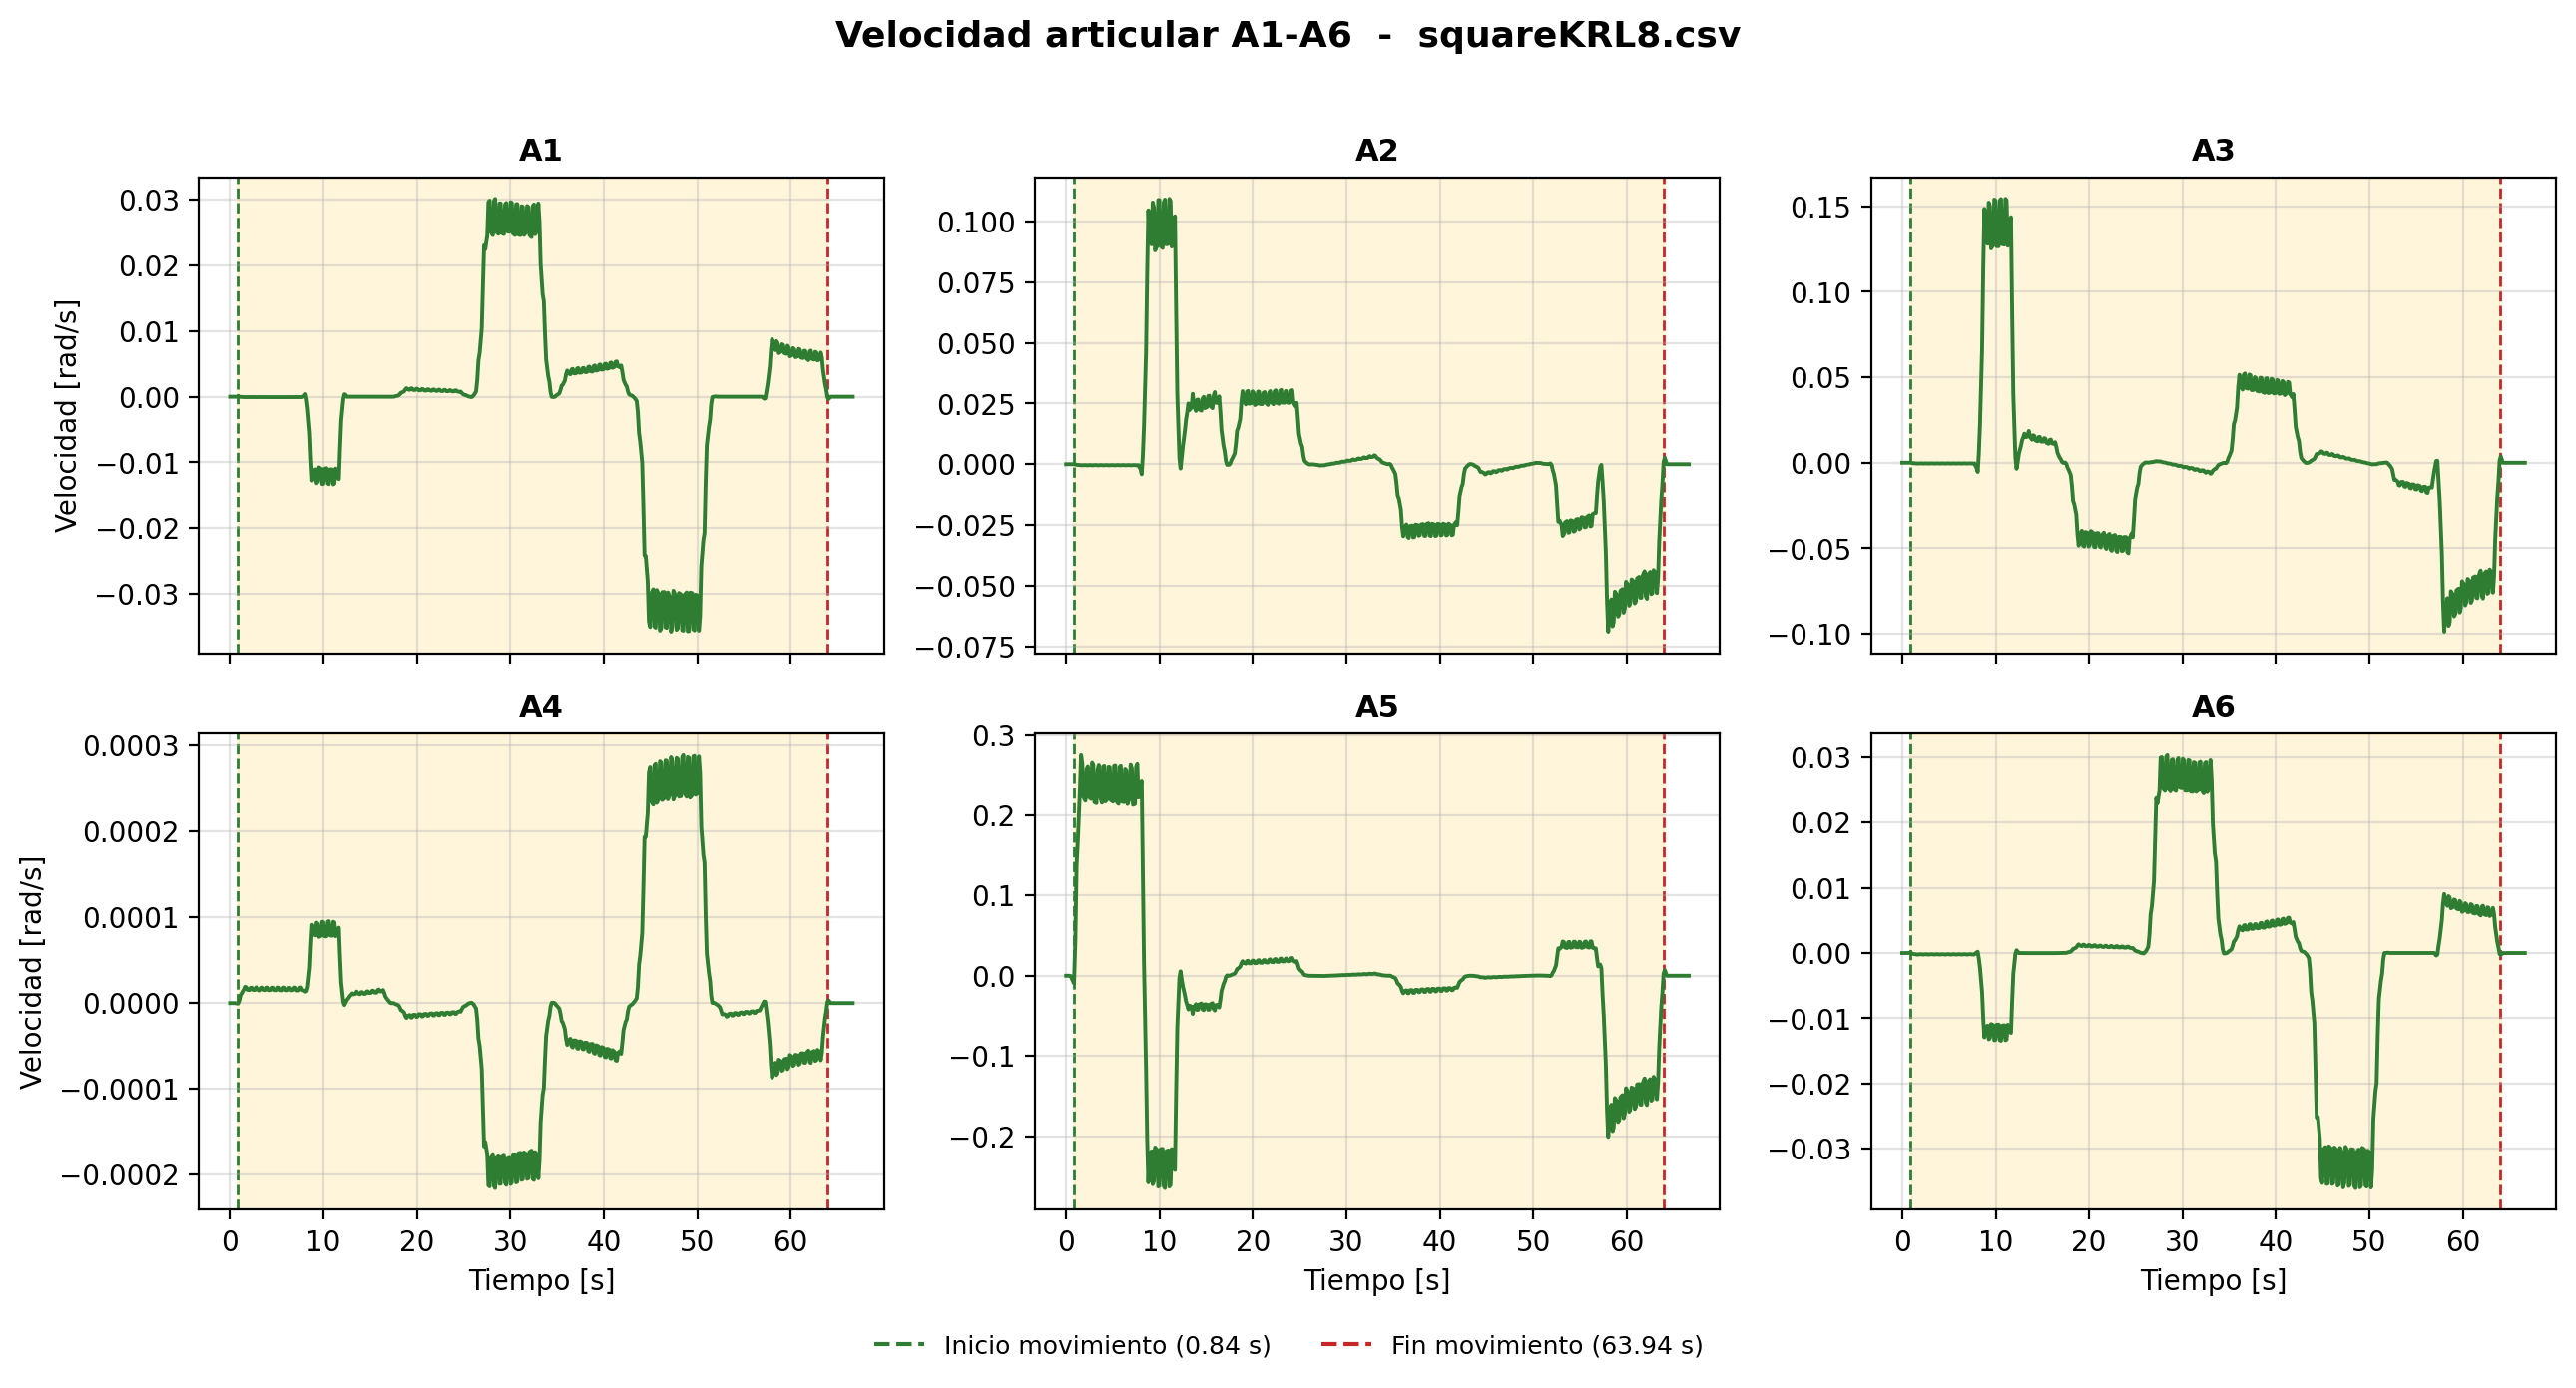 Velocidad articular A1-A6 - squareKRL8.csv
A1
A2
A3
Velocidad [rad/s]
0.03
0.02
0.01
0.00
−0.01
−0.02
−0.03
0.100
0.075
0.050
0.025
0.000
−0.025
−0.050
−0.075
0.15
0.10
0.05
0.00
−0.05
−0.10
A4
A5
A6
Velocidad [rad/s]
0.0003
0.0002
0.0001
0.0000
−0.0001
−0.0002
0.3
0.2
0.1
0.0
−0.1
−0.2
0.03
0.02
0.01
0.00
−0.01
−0.02
−0.03
0 10 20 30 40 50 60
0 10 20 30 40 50 60
0 10 20 30 40 50 60
Tiempo [s]
Tiempo [s]
Tiempo [s]
Inicio movimiento (0.84 s)
Fin movimiento (63.94 s)